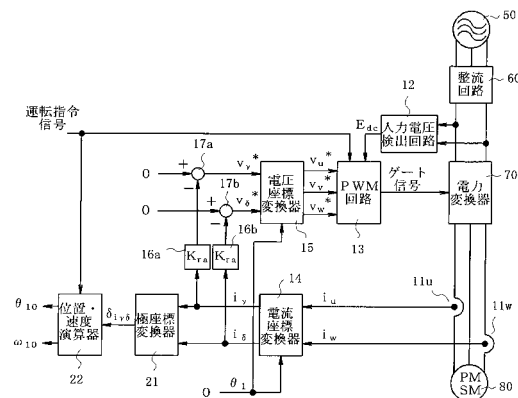 50
整流
回路
60
12
運転指令
信号
E_dc
入力電圧
検出回路
17a
0
+
−
v_γ*
17b
0
+
−
v_δ*
電圧
座標
変換器
15
v_u*
v_v*
v_w*
PWM
回路
13
ゲート
信号
70
電力
変換器
16a
K_ra
16b
K_ra
14
11u
11w
θ_10
ω_10
位置・
速度
演算器
22
δ_iγδ
極座標
変換器
21
i_γ
i_δ
電流
座標
変換器
i_u
i_w
0
θ_1
PM
SM
80